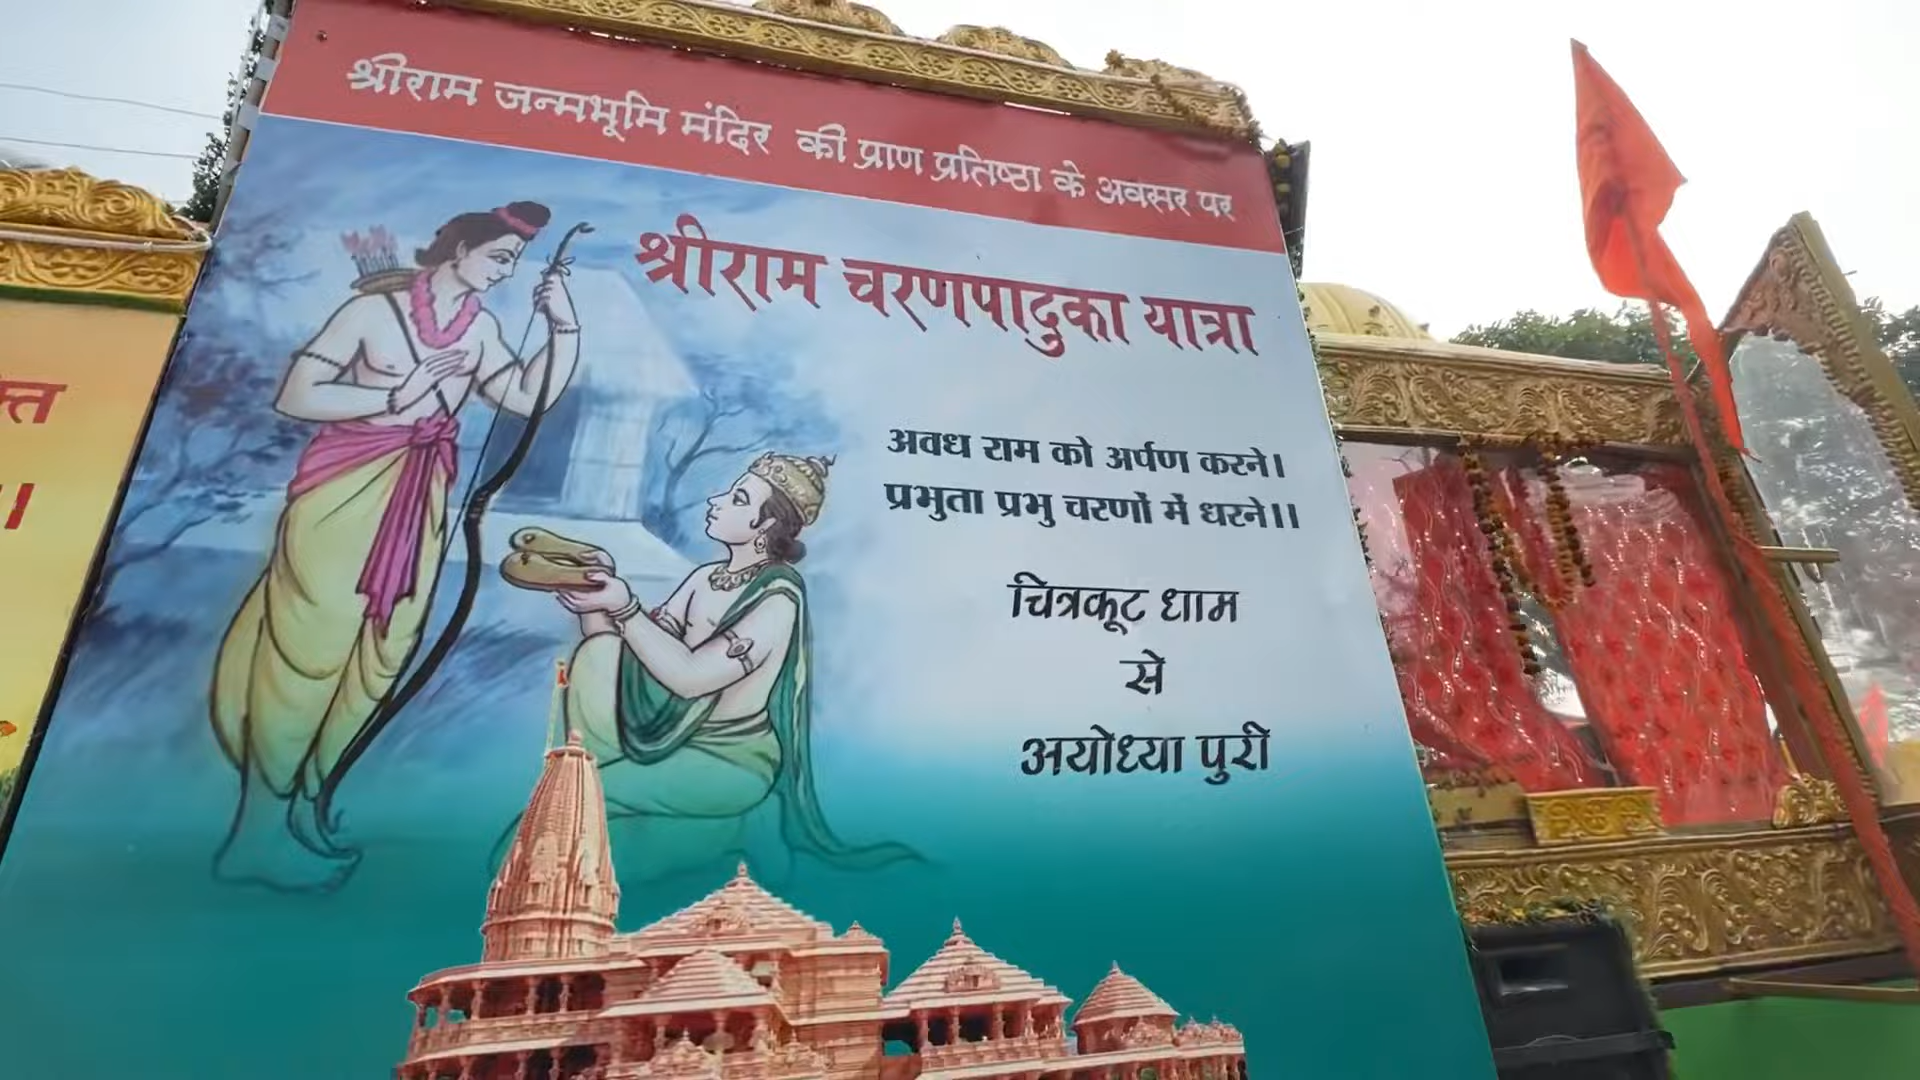 श्रीराम जन्मभूमि मंदिर की प्राण प्रतिष्ठा के अवसर पर
श्रीराम चरणपादुका यात्रा
अवध राम को अर्पण करने।
प्रभुता प्रभु चरणों में धरने।।
चित्रकूट धाम
से
अयोध्या पुरी